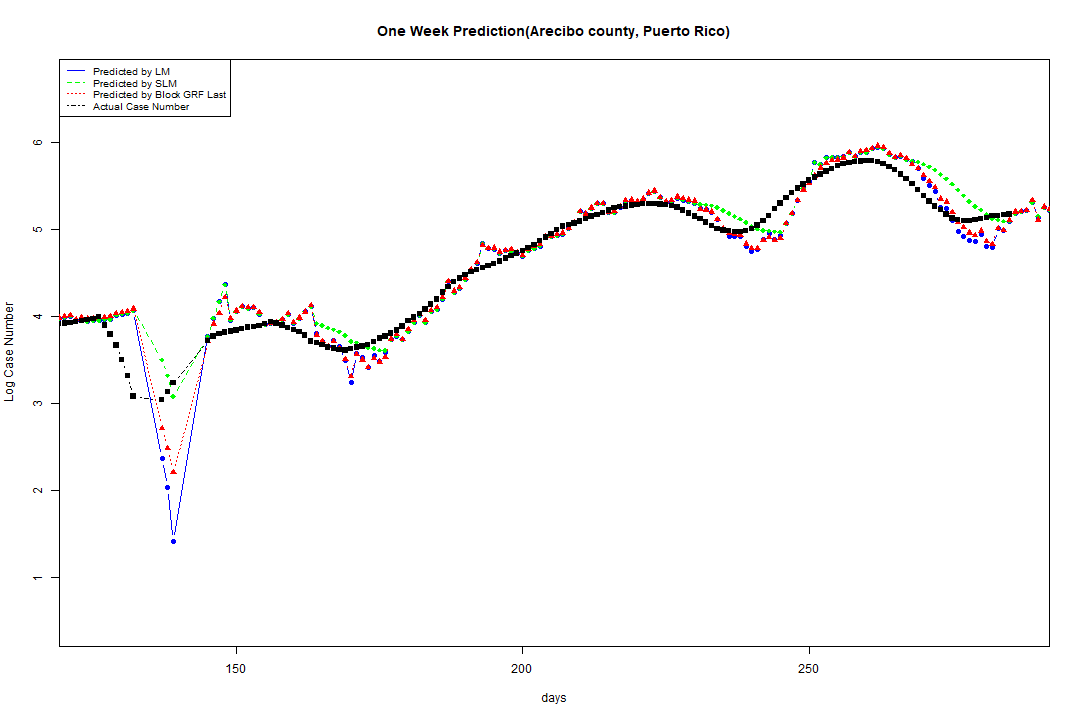 One Week Prediction(Arecibo county, Puerto Rico)
Predicted by LM
Predicted by SLM
Predicted by Block GRF Last
Actual Case Number
6
5
4
3
2
1
Log Case Number
150
200
250
days